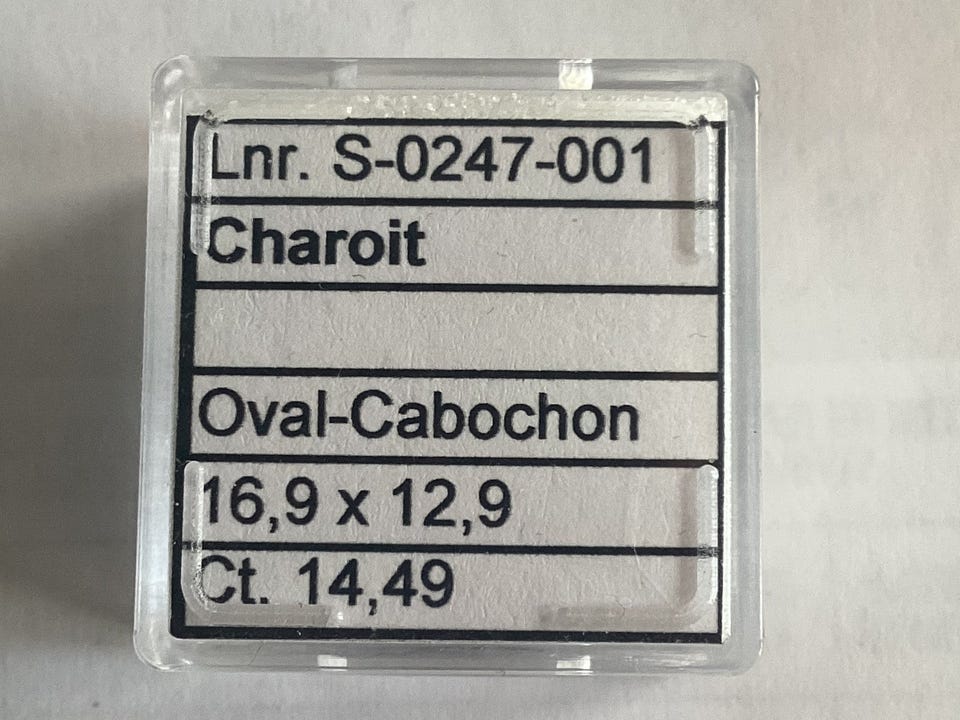 Lnr. S-0247-001
Charoit
Oval-Cabochon
16,9 x 12,9
Ct. 14,49